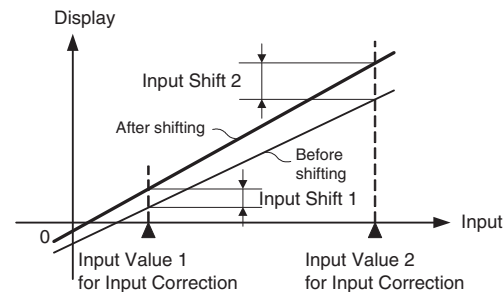 Display
Input Shift 2
After shifting
Before
shifting
Input Shift 1
0
Input
Input Value 1
for Input Correction
Input Value 2
for Input Correction